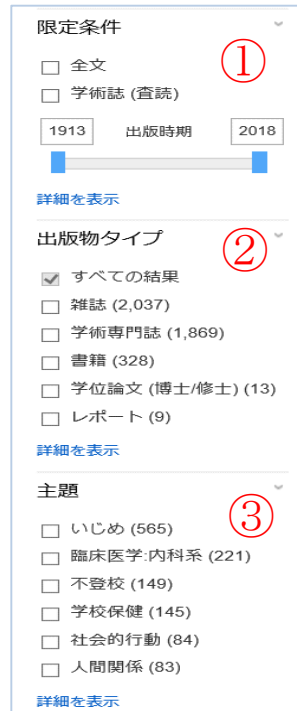 限定条件
①
全文
学術誌 (査読)
1913 出版時期 2018
詳細を表示
出版物タイプ
②
すべての結果
雑誌 (2,037)
学術専門誌 (1,869)
書籍 (328)
学位論文 (博士/修士) (13)
レポート (9)
詳細を表示
主題
③
いじめ (565)
臨床医学:内科系 (221)
不登校 (149)
学校保健 (145)
社会的行動 (84)
人間関係 (83)
詳細を表示